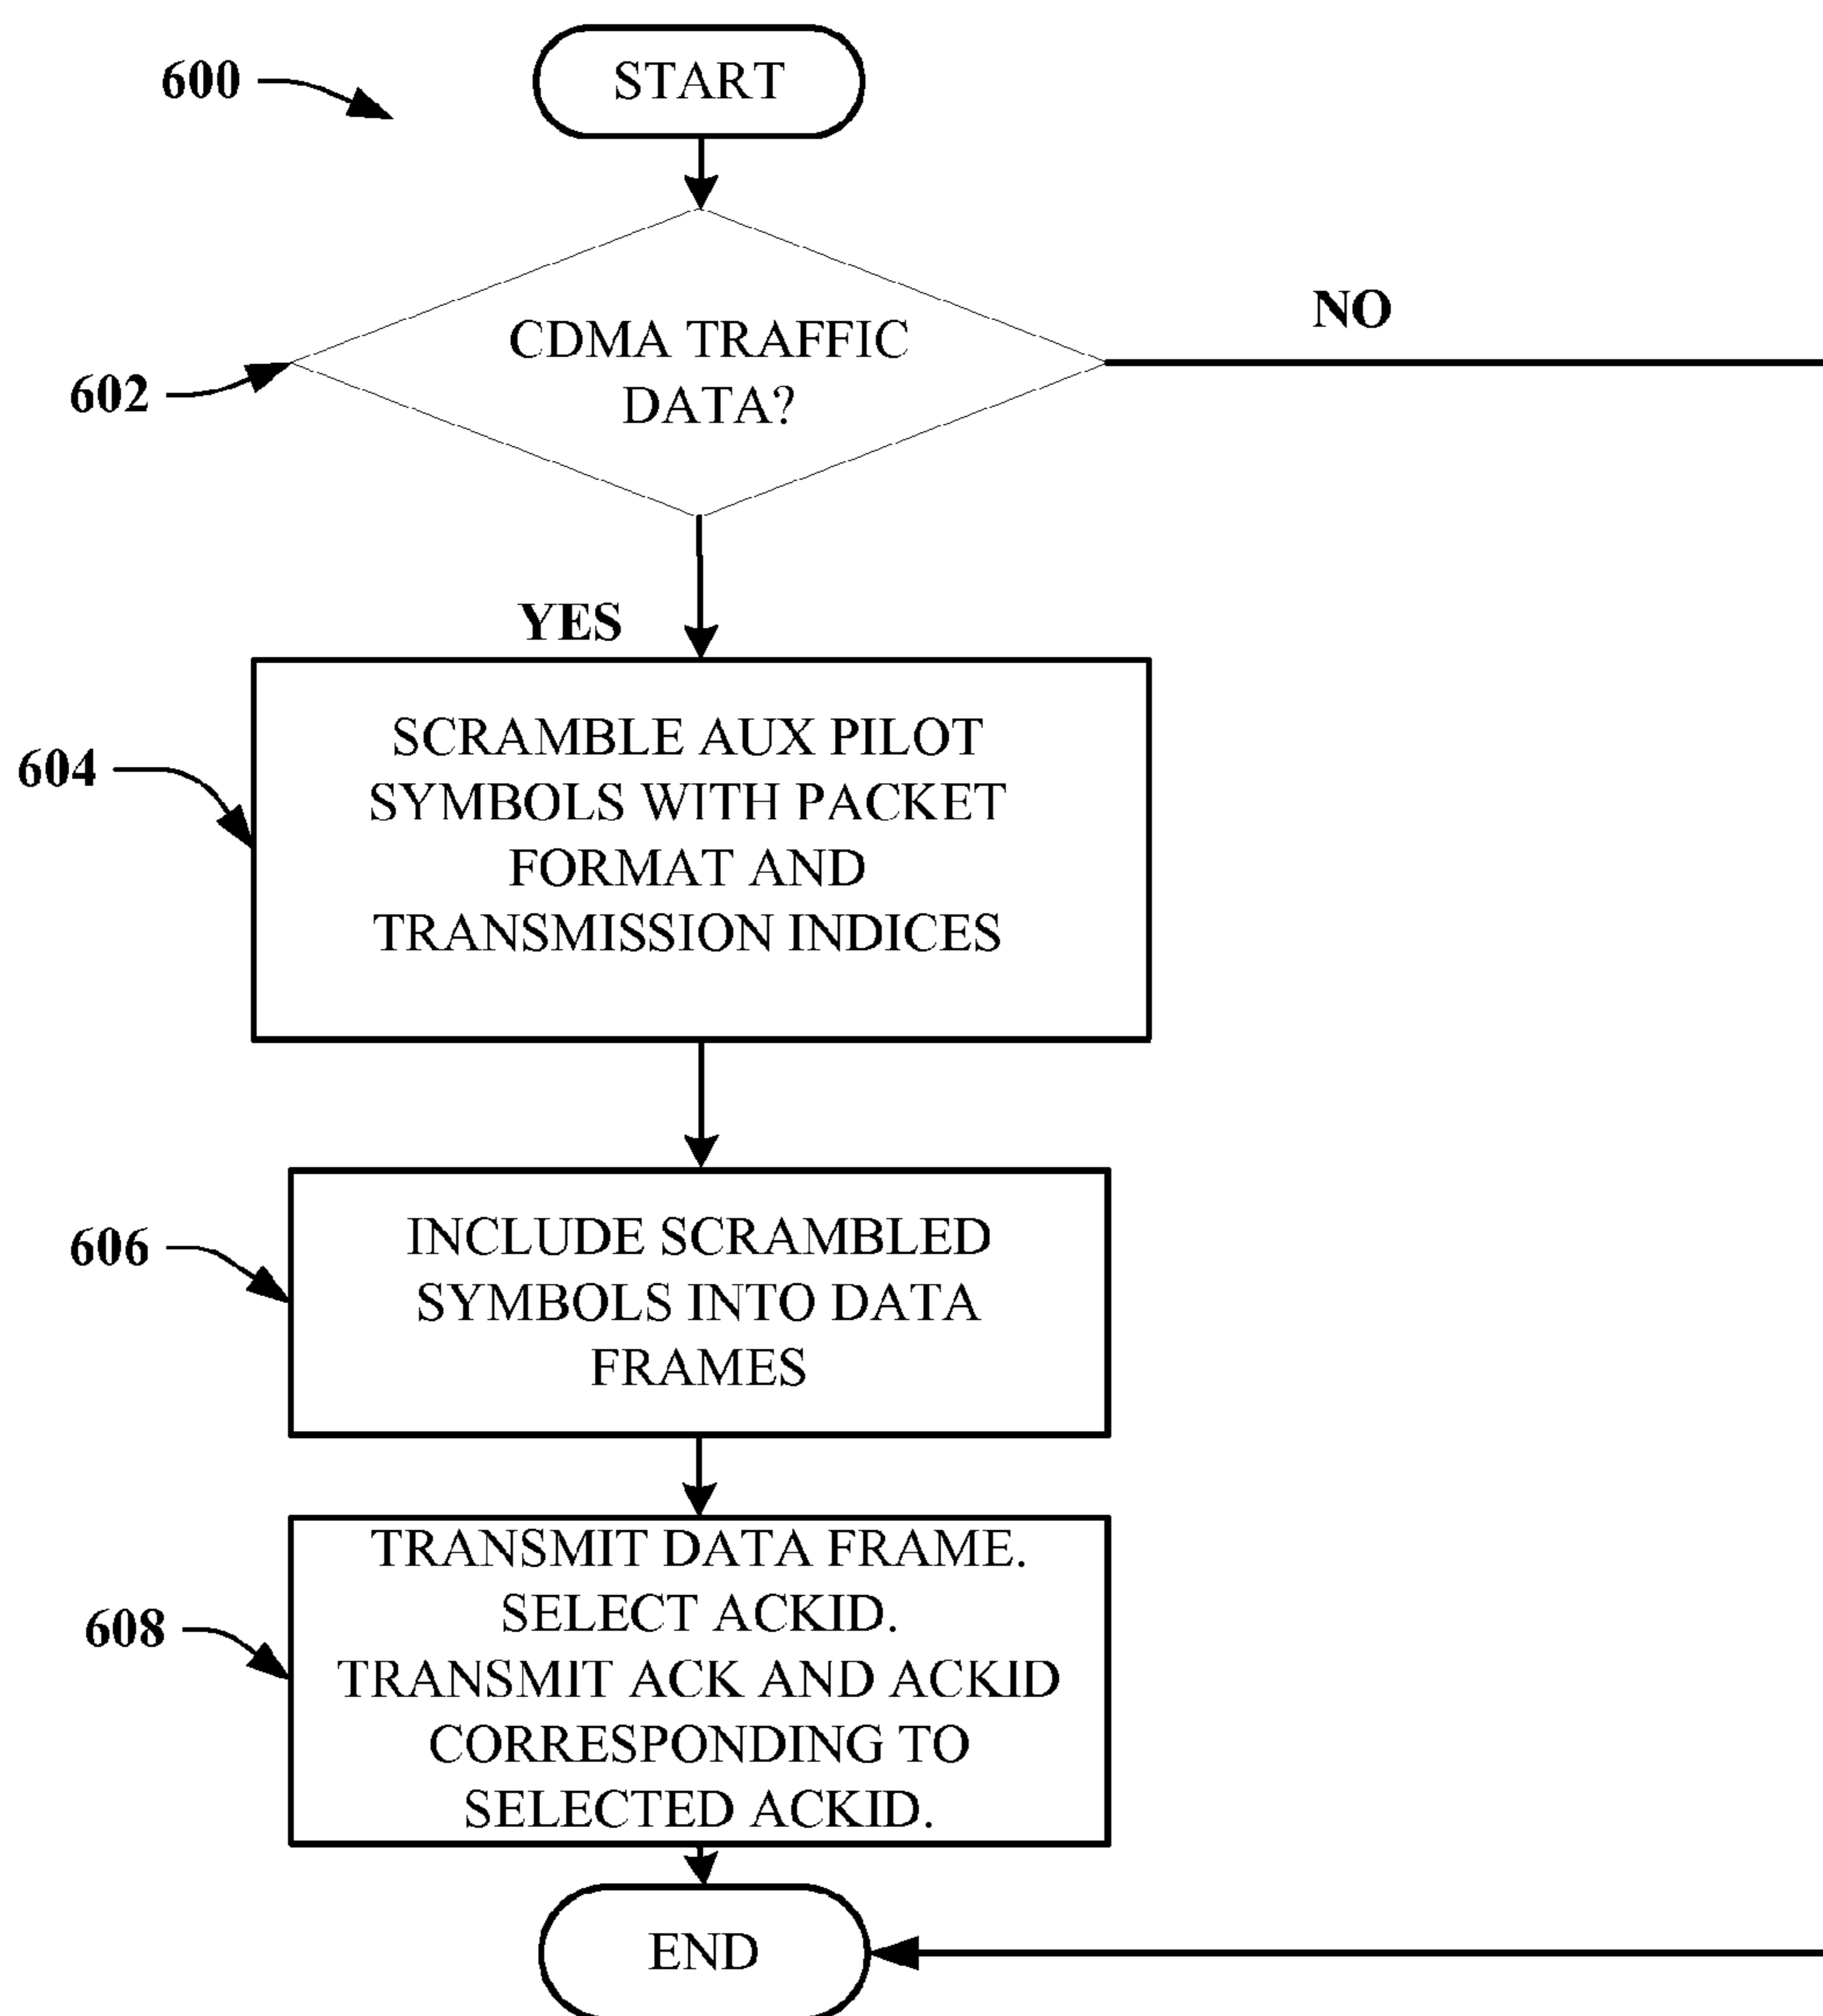 600
START
CDMA TRAFFIC
DATA?
NO
602
YES
604
SCRAMBLE AUX PILOT
SYMBOLS WITH PACKET
FORMAT AND
TRANSMISSION INDICES
606
INCLUDE SCRAMBLED
SYMBOLS INTO DATA
FRAMES
608
TRANSMIT DATA FRAME.
SELECT ACKID.
TRANSMIT ACK AND ACKID
CORRESPONDING TO
SELECTED ACKID.
END